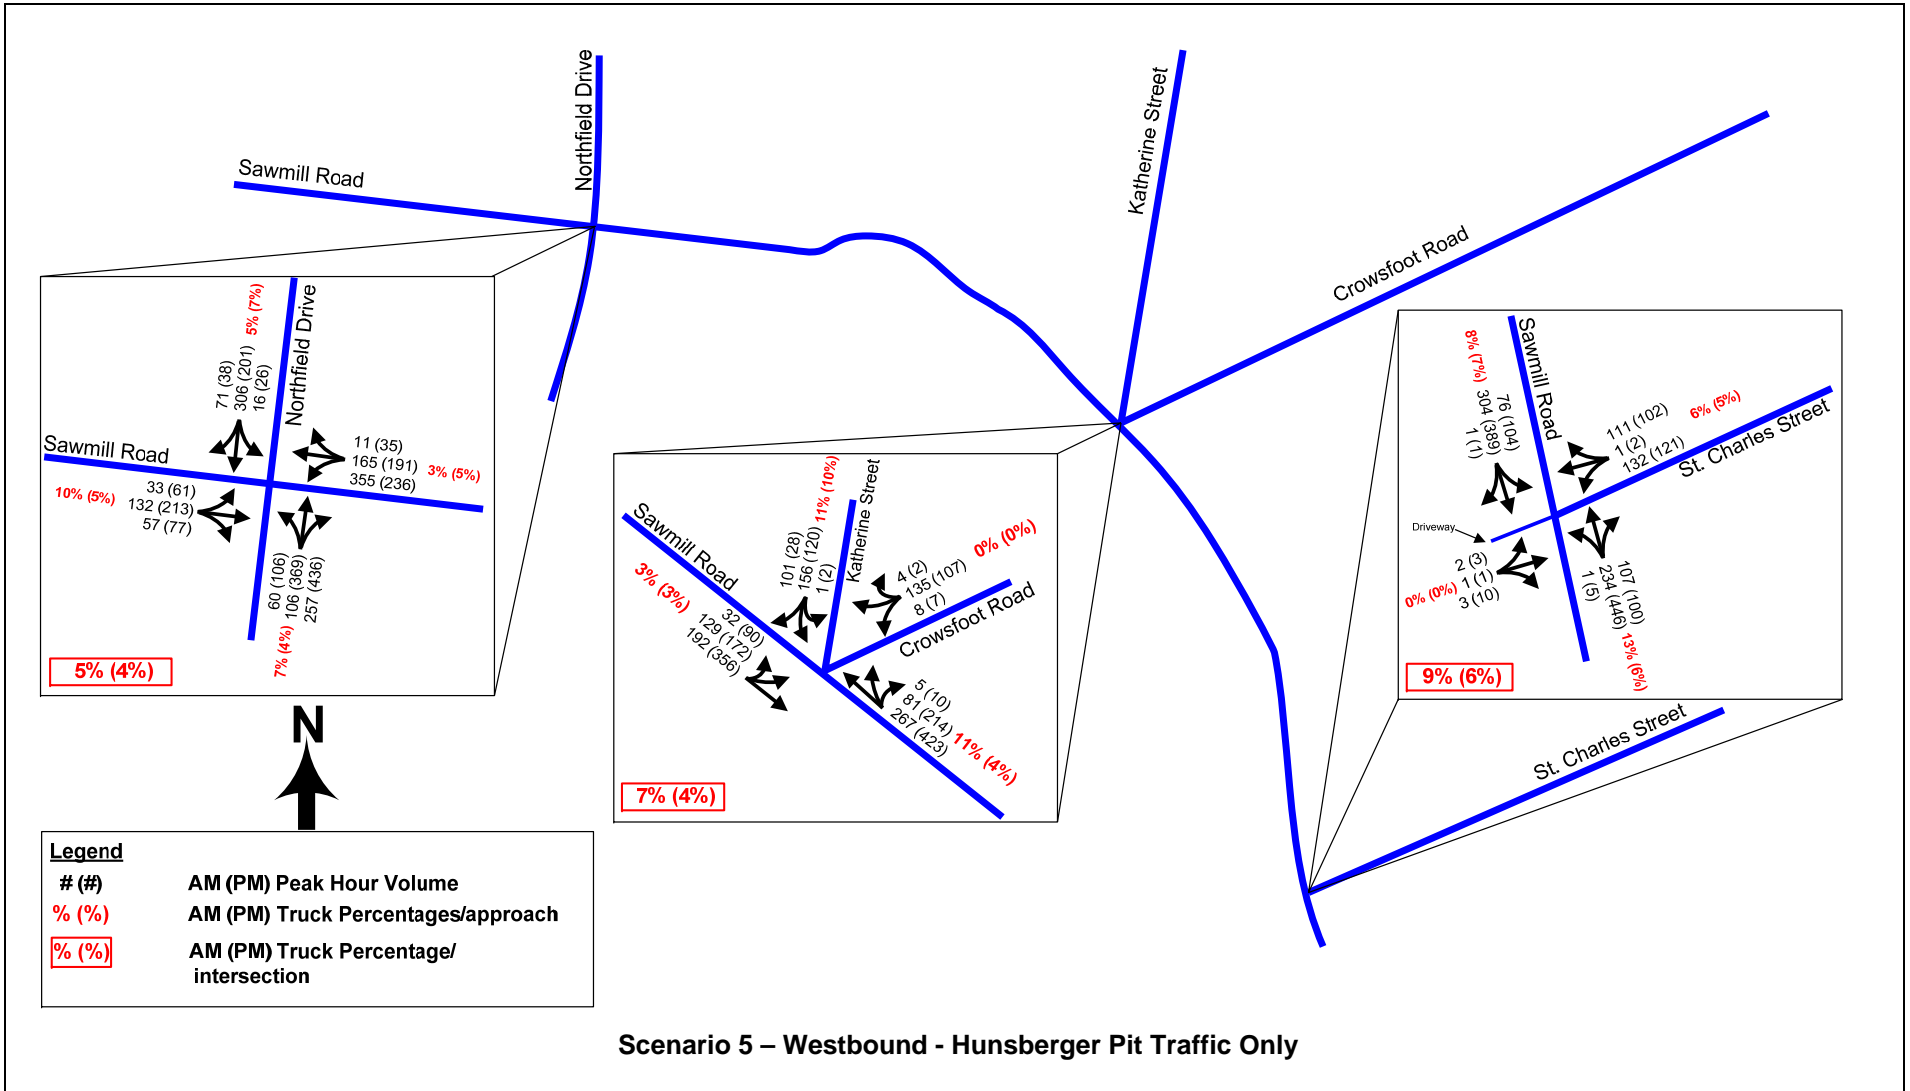 Sawmill Road
Northfield Drive
Katherine Street
Crowsfoot Road
St. Charles Street
Northfield Drive
Sawmill Road
71 (38)
306 (201)
16 (26)
5% (7%)
11 (35)
165 (191)
355 (236)
3% (5%)
10% (5%)
33 (61)
132 (213)
57 (77)
60 (106)
106 (369)
257 (436)
7% (4%)
5% (4%)
Sawmill Road
Katherine Street
Crowsfoot Road
101 (28)
156 (120)
1 (2)
11% (10%)
4 (2)
135 (107)
8 (7)
0% (0%)
3% (3%)
32 (90)
129 (172)
192 (356)
5 (10)
81 (214)
267 (423)
11% (4%)
7% (4%)
Sawmill Road
St. Charles Street
Driveway
8% (7%)
76 (104)
304 (389)
1 (1)
111 (102)
1 (2)
132 (121)
6% (5%)
2 (3)
1 (1)
3 (10)
0% (0%)
107 (100)
234 (446)
1 (5)
13% (6%)
9% (6%)
N
Legend
# (#) AM (PM) Peak Hour Volume
% (%) AM (PM) Truck Percentages/approach
% (%) AM (PM) Truck Percentage/
intersection
Scenario 5 – Westbound - Hunsberger Pit Traffic Only